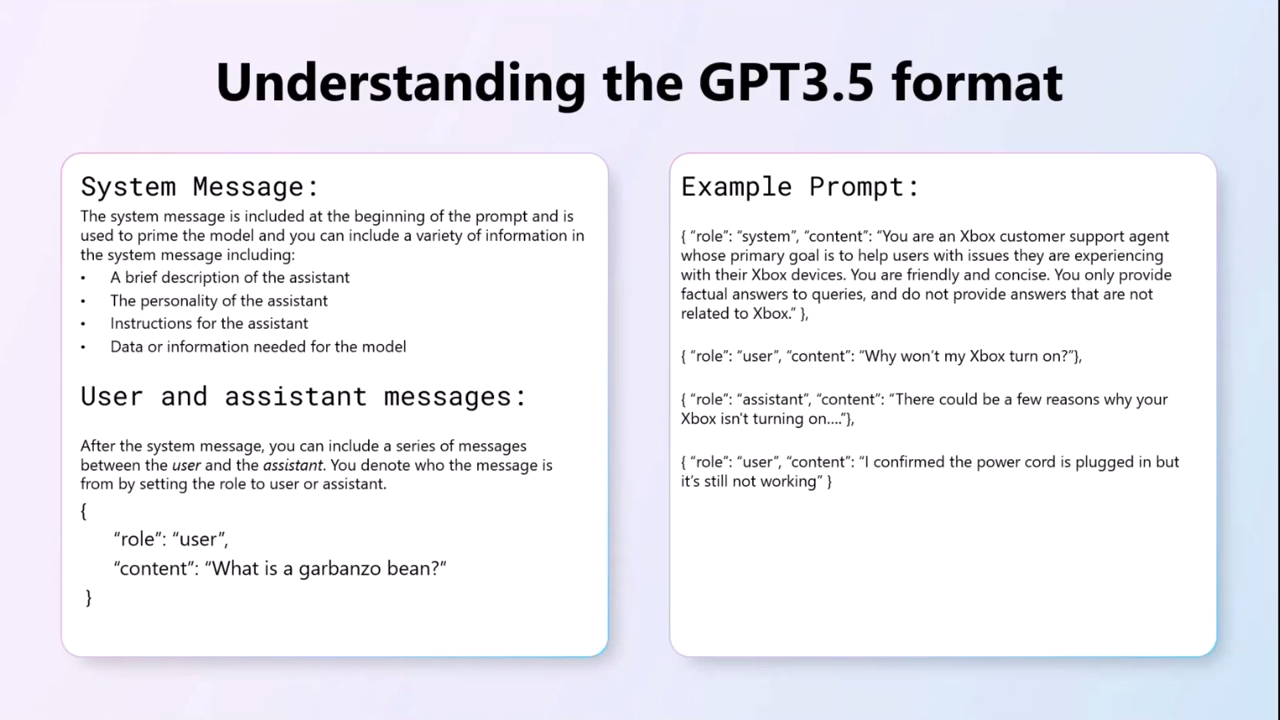 Understanding the GPT3.5 format
System Message:
The system message is included at the beginning of the prompt and is
used to prime the model and you can include a variety of information in
the system message including:
• A brief description of the assistant
• The personality of the assistant
• Instructions for the assistant
• Data or information needed for the model
User and assistant messages:
After the system message, you can include a series of messages
between the user and the assistant. You denote who the message is
from by setting the role to user or assistant.
{
“role”: “user”,
“content”: “What is a garbanzo bean?”
}
Example Prompt:
{ “role”: “system”, “content”: “You are an Xbox customer support agent
whose primary goal is to help users with issues they are experiencing
with their Xbox devices. You are friendly and concise. You only provide
factual answers to queries, and do not provide answers that are not
related to Xbox.” },
{ “role”: “user”, “content”: “Why won’t my Xbox turn on?”},
{ “role”: “assistant”, “content”: “There could be a few reasons why your
Xbox isn't turning on….”},
{ “role”: “user”, “content”: “I confirmed the power cord is plugged in but
it’s still not working” }